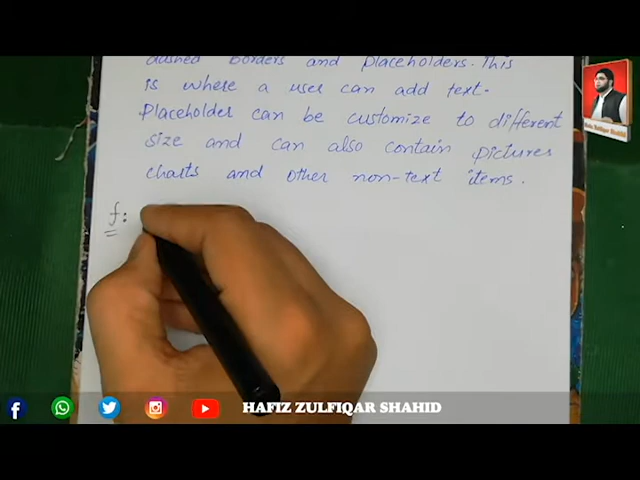 dashed borders and placeholders. This
is where a user can add text.
Placeholder can be customize to different
size and can also contain pictures
charts and other non-text items.
f:
HAFIZ ZULFIQAR SHAHID